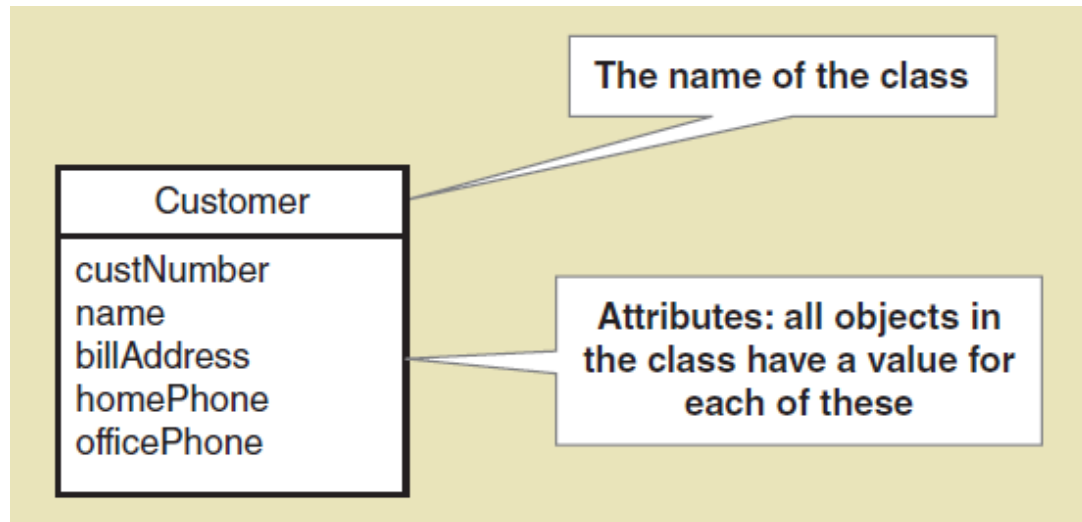 The name of the class
Customer
custNumber
name
billAddress
homePhone
officePhone
Attributes: all objects in
the class have a value for
each of these